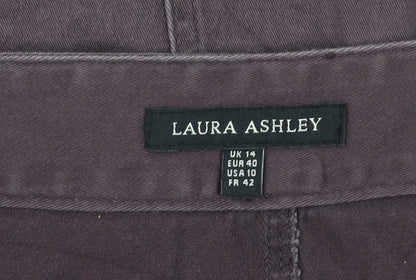 LAURA ASHLEY
UK 14
EUR 40
USA 10
FR 42